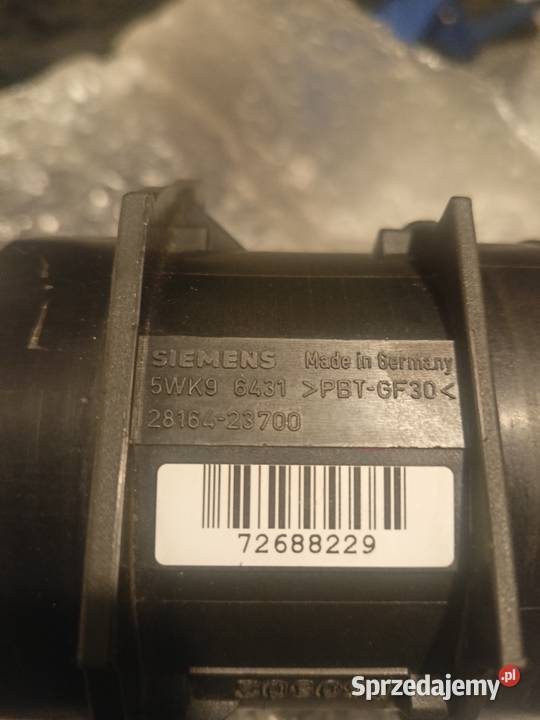 SIEMENS Made in Germany
5WK9 6431 >PBT-GF30<
28164-23700
72688229
Sprzedajemy.pl